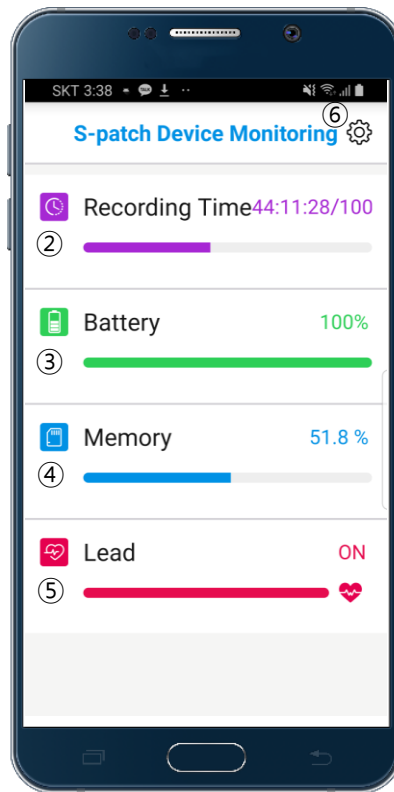 SKT 3:38
⑥
S-patch Device Monitoring
Recording Time 44:11:28/100
②
Battery 100%
③
Memory 51.8 %
④
Lead ON
⑤